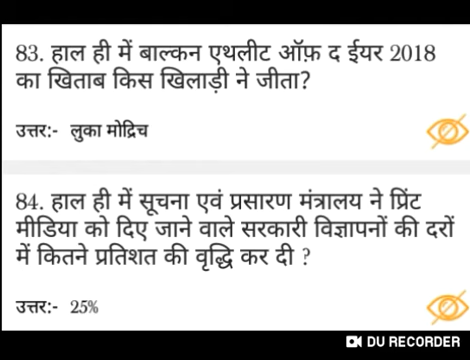 83. हाल ही में बाल्कन एथलीट ऑफ़ द ईयर 2018
का खिताब किस खिलाड़ी ने जीता?
उत्तर:- लुका मोद्रिच
84. हाल ही में सूचना एवं प्रसारण मंत्रालय ने प्रिंट
मीडिया को दिए जाने वाले सरकारी विज्ञापनों की दरों
में कितने प्रतिशत की वृद्धि कर दी ?
उत्तर:- 25%
DU RECORDER